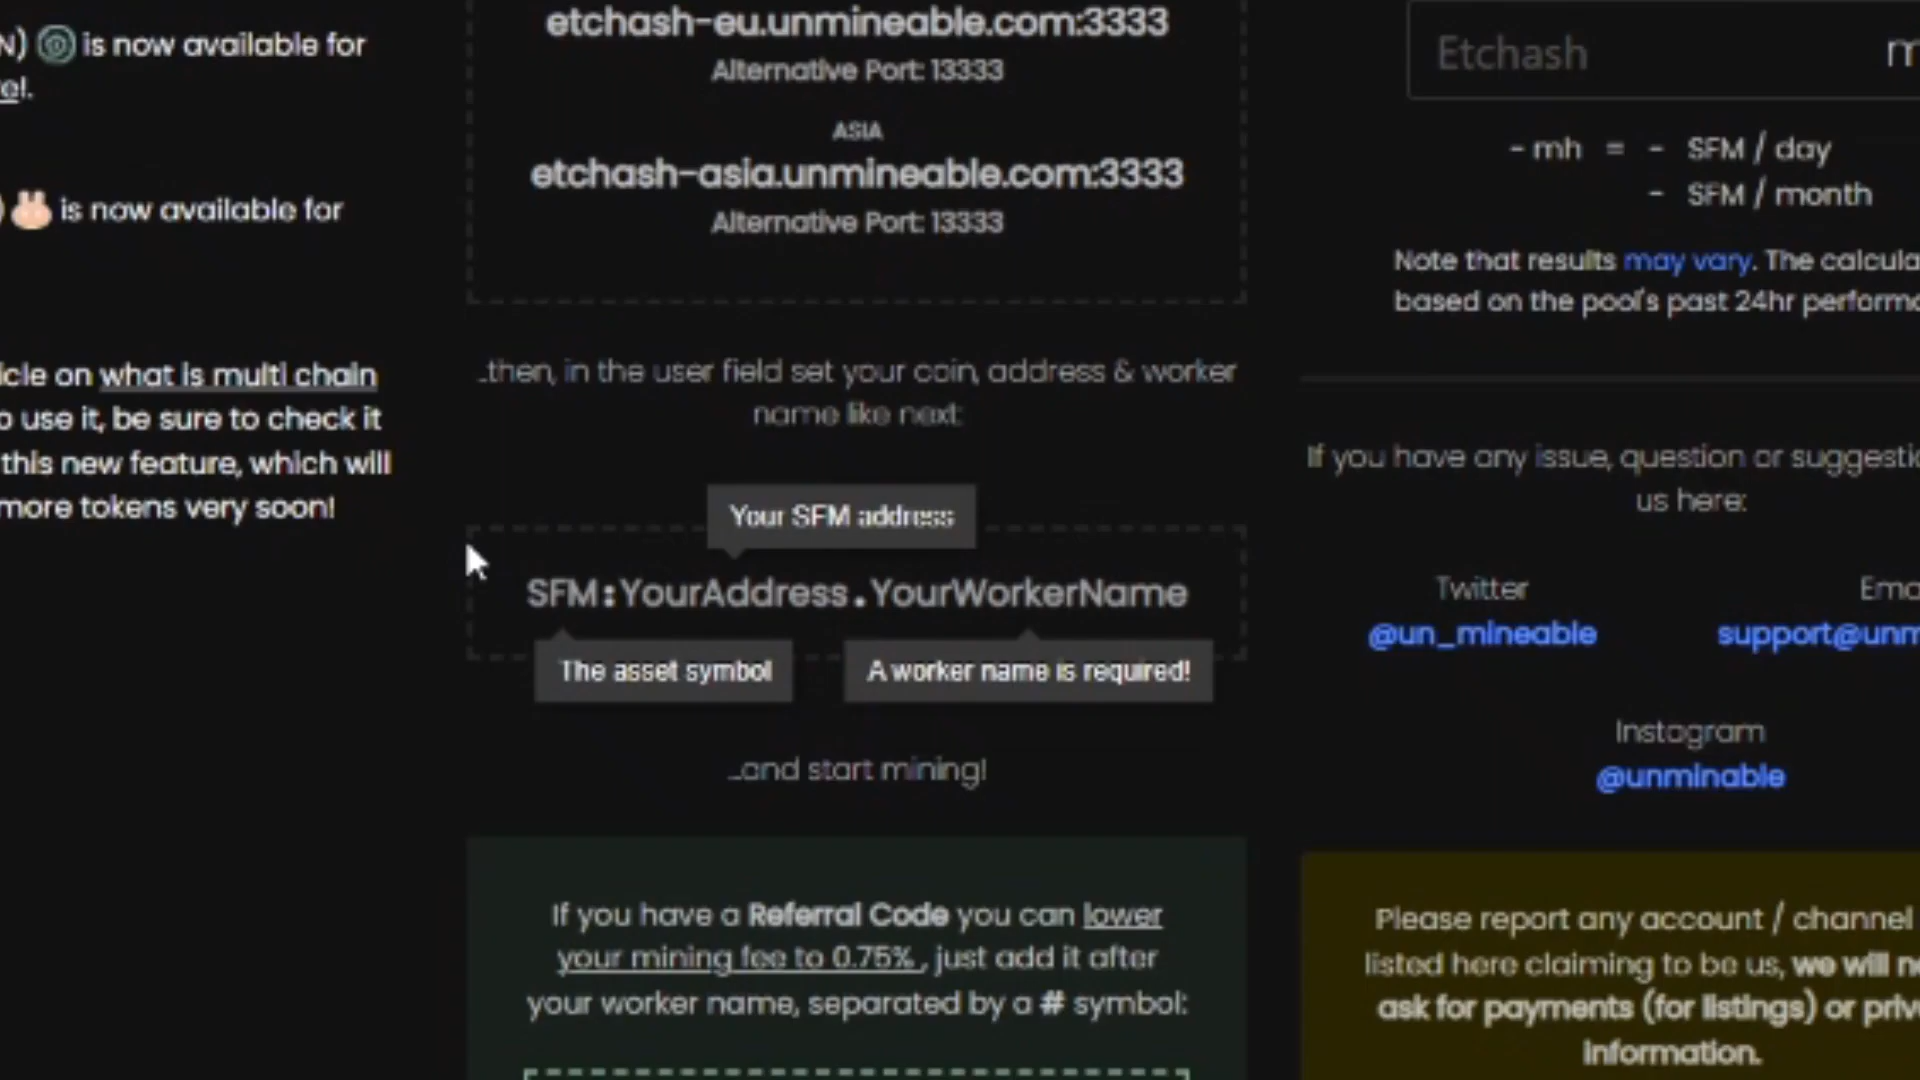 N) is now available for
e!.
) is now available for
icle on what is multi chain
o use it, be sure to check it
this new feature, which will
more tokens very soon!
etchash-eu.unmineable.com:3333
Alternative Port: 13333
ASIA
etchash-asia.unmineable.com:3333
Alternative Port: 13333
...then, in the user field set your coin, address & worker
name like next:
Your SFM address
SFM:YourAddress.YourWorkerName
The asset symbol
A worker name is required!
...and start mining!
If you have a Referral Code you can lower
your mining fee to 0.75% , just add it after
your worker name, separated by a # symbol:
Etchash
- mh = - SFM / day
- SFM / month
Note that results may vary. The calcula
based on the pool's past 24hr performa
If you have any issue, question or suggestic
us here:
Twitter
Ema
@un_mineable
support@unm
Instagram
@unminable
Please report any account / channel
listed here claiming to be us, we will ne
ask for payments (for listings) or priv
information.